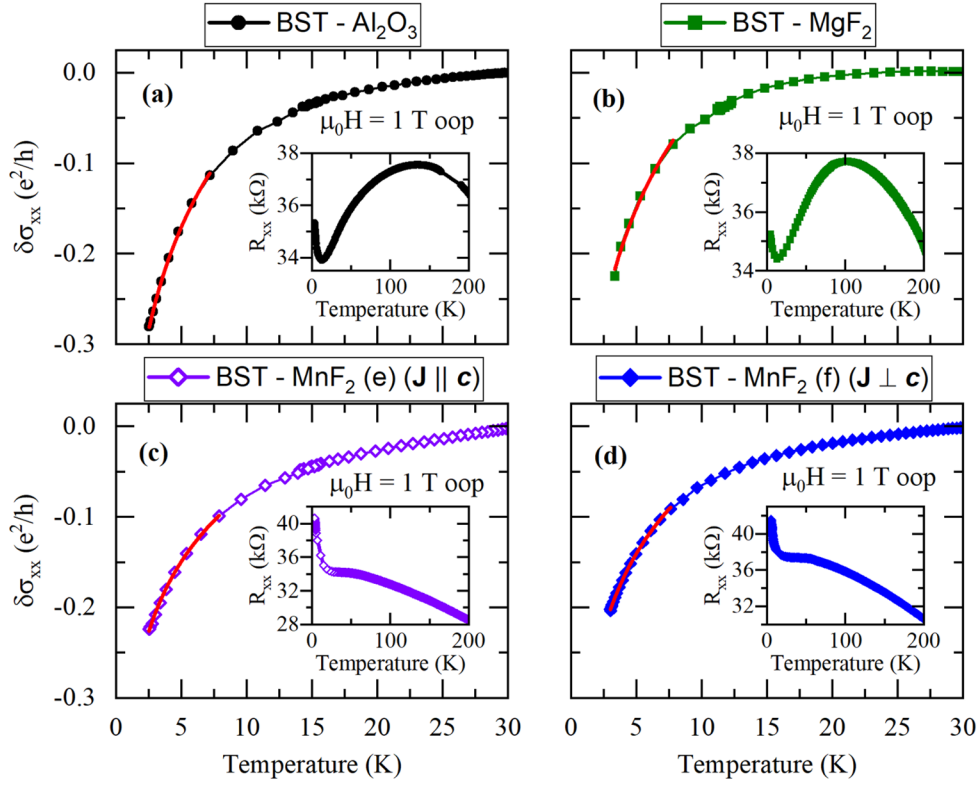 BST - Al₂O₃
BST - MgF₂
(a)
μ₀H = 1 T oop
δσₓₓ (e²/h)
0.0
-0.1
-0.2
-0.3
Rₓₓ (kΩ)
38
36
34
0 100 200
Temperature (K)
(b)
μ₀H = 1 T oop
Rₓₓ (kΩ)
38
36
34
0 100 200
Temperature (K)
BST - MnF₂ (e) (J || c)
BST - MnF₂ (f) (J ⊥ c)
(c)
μ₀H = 1 T oop
δσₓₓ (e²/h)
0.0
-0.1
-0.2
-0.3
Rₓₓ (kΩ)
40
36
32
28
0 100 200
Temperature (K)
0 5 10 15 20 25 30
Temperature (K)
(d)
μ₀H = 1 T oop
Rₓₓ (kΩ)
40
36
32
0 100 200
Temperature (K)
0 5 10 15 20 25 30
Temperature (K)